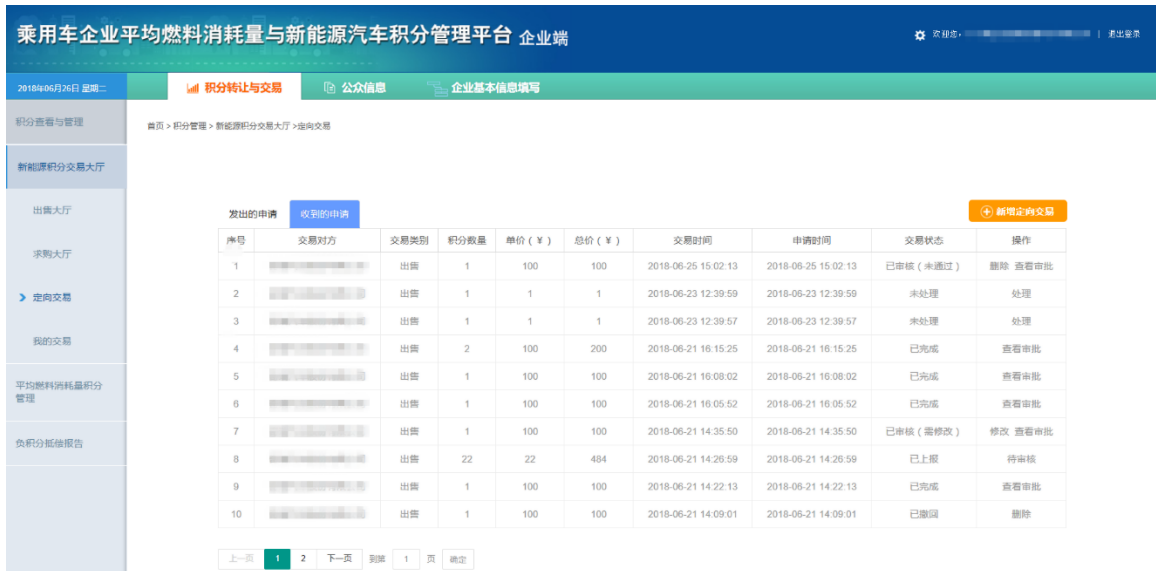 乘用车企业平均燃料消耗量与新能源汽车积分管理平台 企业端
欢迎您， | 退出登录
2018年06月26日 星期二 积分转让与交易 公众信息 企业基本信息填写
积分查看与管理
首页 > 积分管理 > 新能源积分交易大厅 >定向交易
新能源积分交易大厅
出售大厅
求购大厅
定向交易
我的交易
平均燃料消耗量积分
管理
负积分抵偿报告
发出的申请 收到的申请 新增定向交易
序号 交易对方 交易类别 积分数量 单价（¥） 总价（¥） 交易时间 申请时间 交易状态 操作
1 出售 1 100 100 2018-06-25 15:02:13 2018-06-25 15:02:13 已审核（未通过） 删除 查看审批
2 出售 1 1 1 2018-06-23 12:39:59 2018-06-23 12:39:59 未处理 处理
3 出售 1 1 1 2018-06-23 12:39:57 2018-06-23 12:39:57 未处理 处理
4 出售 2 100 200 2018-06-21 16:15:25 2018-06-21 16:15:25 已完成 查看审批
5 出售 1 100 100 2018-06-21 16:08:02 2018-06-21 16:08:02 已完成 查看审批
6 出售 1 100 100 2018-06-21 16:05:52 2018-06-21 16:05:52 已完成 查看审批
7 出售 1 100 100 2018-06-21 14:35:50 2018-06-21 14:35:50 已审核（需修改） 修改 查看审批
8 出售 22 22 484 2018-06-21 14:26:59 2018-06-21 14:26:59 已上报 待审核
9 出售 1 100 100 2018-06-21 14:22:13 2018-06-21 14:22:13 已完成 查看审批
10 出售 1 100 100 2018-06-21 14:09:01 2018-06-21 14:09:01 已撤回 删除
上一页 1 2 下一页 到第 1 页 确定